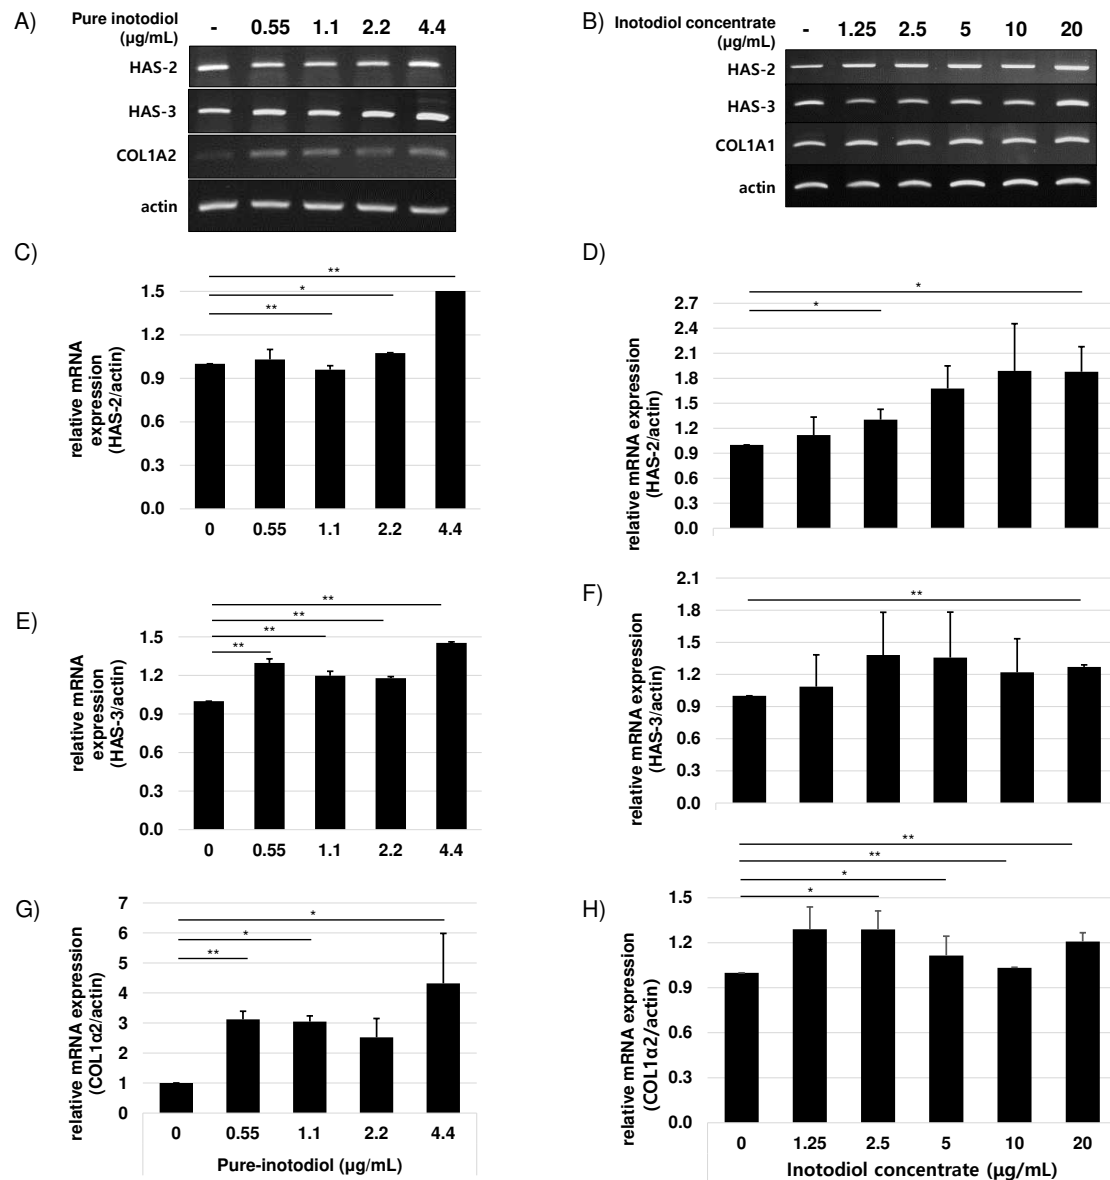 A)
Pure inotodiol
(µg/mL)
- 0.55 1.1 2.2 4.4
HAS-2
HAS-3
COL1A2
actin
B)
Inotodiol concentrate
(µg/mL)
- 1.25 2.5 5 10 20
HAS-2
HAS-3
COL1A1
actin
C)
relative mRNA
expression
(HAS-2/actin)
**
*
**
1.5
1.2
0.9
0.6
0.3
0.0
0 0.55 1.1 2.2 4.4
D)
relative mRNA expression
(HAS-2/actin)
*
*
2.7
2.4
2.1
1.8
1.5
1.2
0.9
0.6
0.3
0.0
E)
relative mRNA
expression
(HAS-3/actin)
**
**
**
**
1.5
1.2
0.9
0.6
0.3
0.0
0 0.55 1.1 2.2 4.4
F)
relative mRNA expression
(HAS-3/actin)
**
2.1
1.8
1.5
1.2
0.9
0.6
0.3
0.0
G)
relative mRNA expression
(COL1α2/actin)
*
*
**
7
6
5
4
3
2
1
0
0 0.55 1.1 2.2 4.4
Pure-inotodiol (µg/mL)
H)
relative mRNA expression
(COL1α2/actin)
**
**
*
*
1.5
1.2
0.9
0.6
0.3
0.0
0 1.25 2.5 5 10 20
Inotodiol concentrate (µg/mL)